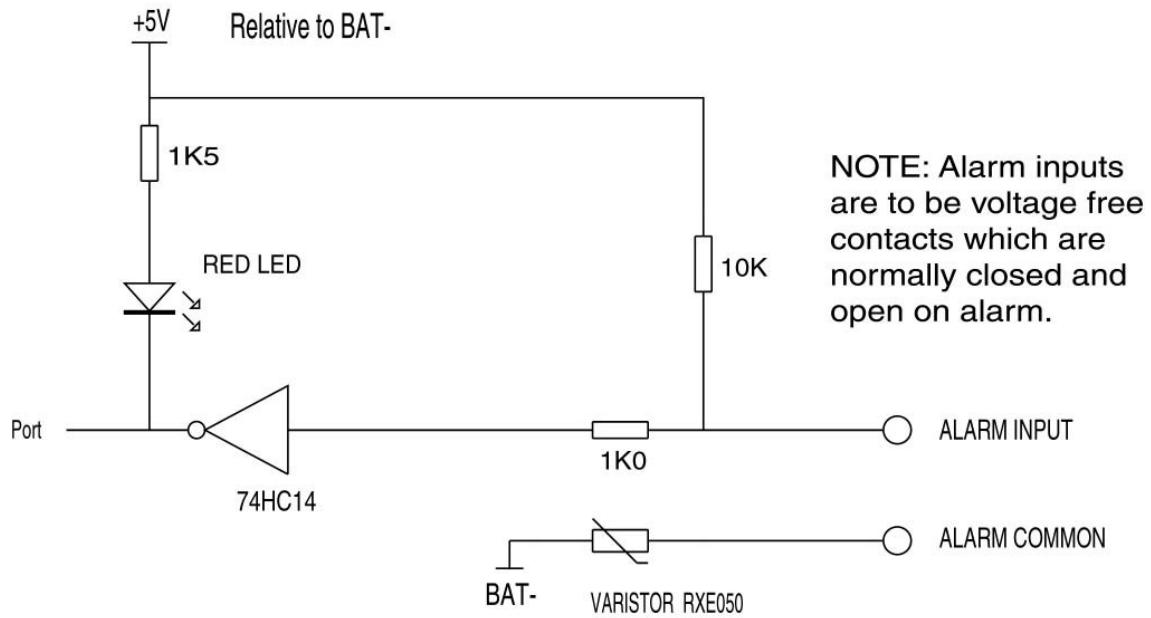 +5V
Relative to BAT-
1K5
NOTE: Alarm inputs
are to be voltage free
contacts which are
normally closed and
open on alarm.
RED LED
10K
Port
ALARM INPUT
1K0
74HC14
ALARM COMMON
BAT-
VARISTOR RXE050